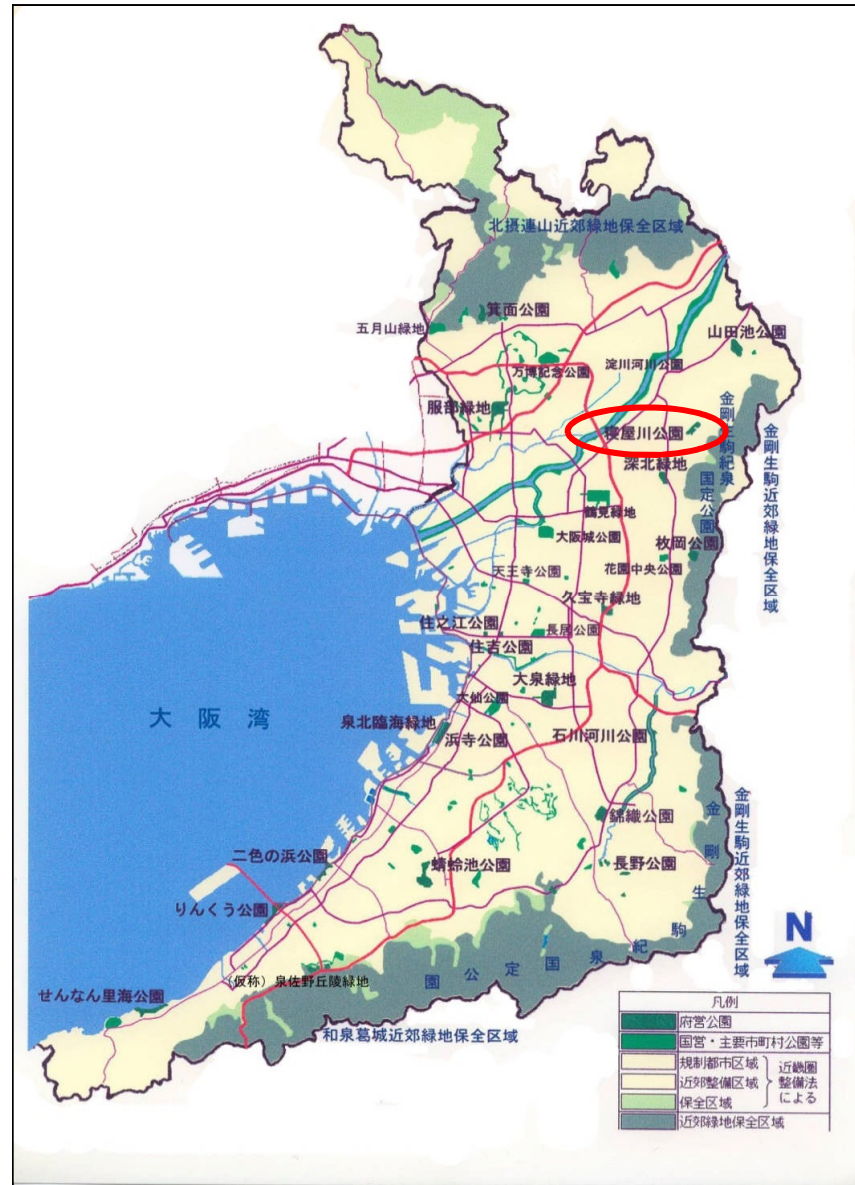 北摂連山近郊緑地保全区域
箕面公園
五月山緑地
山田池公園
淀川河川公園
万博記念公園
服部緑地
寝屋川公園
深北緑地
金剛生駒紀泉
国定公園
金剛生駒近郊緑地保全区域
鶴見緑地
大阪城公園
枚岡公園
天王寺公園
花園中央公園
久宝寺緑地
住之江公園
長居公園
住吉公園
大泉緑地
大仙公園
大阪湾
泉北臨海緑地
浜寺公園
石川河川公園
錦織公園
二色の浜公園
蜻蛉池公園
長野公園
りんくう公園
金剛生駒紀泉国定公園
金剛生駒近郊緑地保全区域
N
(仮称)泉佐野丘陵緑地
せんなん里海公園
和泉葛城近郊緑地保全区域
凡例
府営公園
国営・主要市町村公園等
規制都市区域
近郊整備区域
保全区域
近畿圏
整備法
による
近郊緑地保全区域